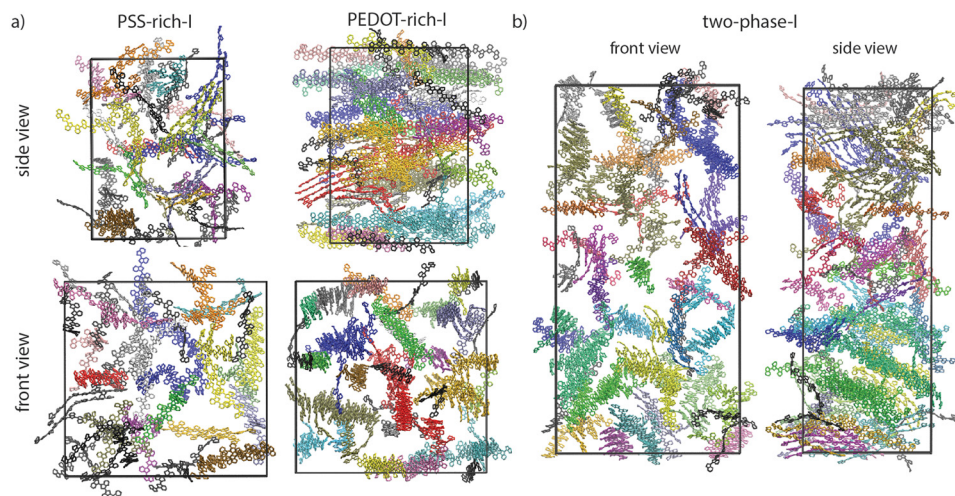 a)
PSS-rich-I
PEDOT-rich-I
b)
two-phase-I
front view
side view
side view
front view